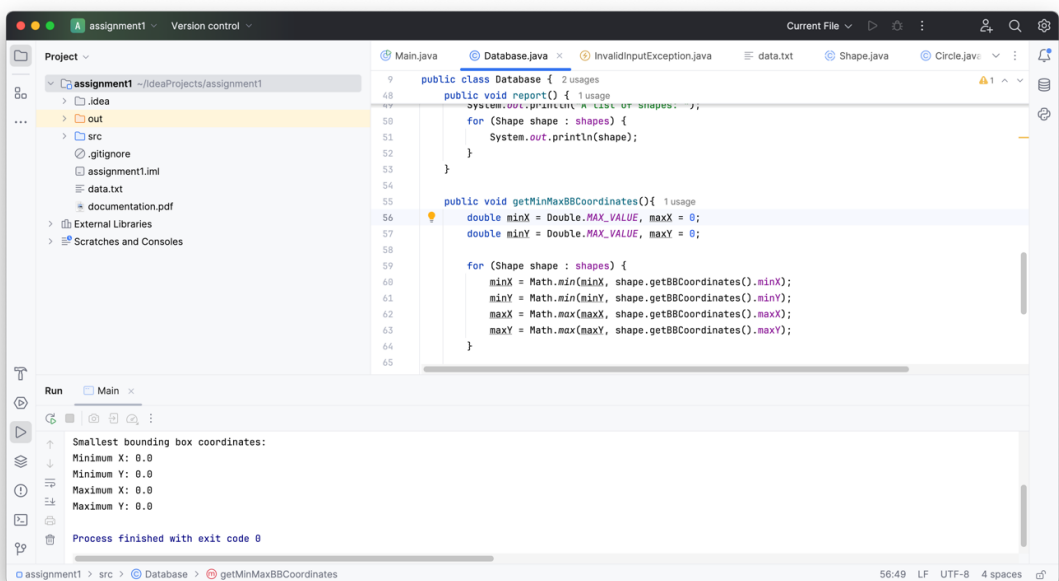 A assignment1 Version control Current File
Project
Main.java Database.java InvalidInputException.java data.txt Shape.java Circle.java
assignment1 ~/IdeaProjects/assignment1
.idea
out
src
.gitignore
assignment1.iml
data.txt
documentation.pdf
External Libraries
Scratches and Consoles
9 public class Database { 2 usages
1
48 public void report() { 1 usage
49 System.out.println("A list of shapes: ");
50 for (Shape shape : shapes) {
51 System.out.println(shape);
52 }
53 }
54
55 public void getMinMaxBBCoordinates(){ 1 usage
56 double minX = Double.MAX_VALUE, maxX = 0;
57 double minY = Double.MAX_VALUE, maxY = 0;
58
59 for (Shape shape : shapes) {
60 minX = Math.min(minX, shape.getBBCoordinates().minX);
61 minY = Math.min(minY, shape.getBBCoordinates().minY);
62 maxX = Math.max(maxX, shape.getBBCoordinates().maxX);
63 maxY = Math.max(maxY, shape.getBBCoordinates().maxY);
64 }
65
Run Main
Smallest bounding box coordinates:
Minimum X: 0.0
Minimum Y: 0.0
Maximum X: 0.0
Maximum Y: 0.0
Process finished with exit code 0
assignment1 > src > Database > getMinMaxBBCoordinates 56:49 LF UTF-8 4 spaces